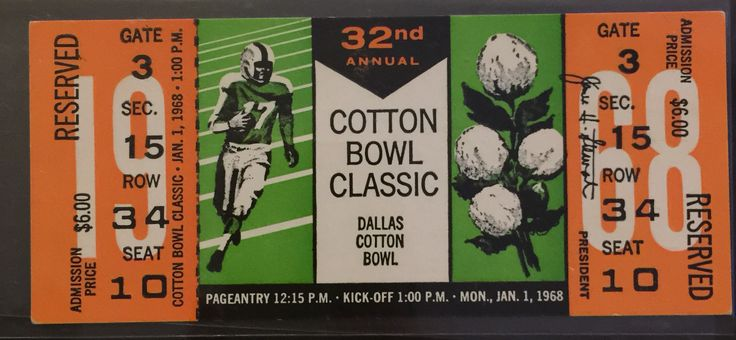 RESERVED
19
GATE
3
SEC.
15
ROW
34
SEAT
10
ADMISSION
PRICE $6.00
COTTON BOWL CLASSIC • JAN. 1, 1968 • 1:00 P.M.
17
32nd
ANNUAL
COTTON
BOWL
CLASSIC
DALLAS
COTTON
BOWL
PAGEANTRY 12:15 P.M. • KICK-OFF 1:00 P.M. • MON., JAN. 1, 1968
GATE
3
SEC.
15
ROW
34
SEAT
10
68
PRESIDENT
ADMISSION
PRICE $6.00
RESERVED